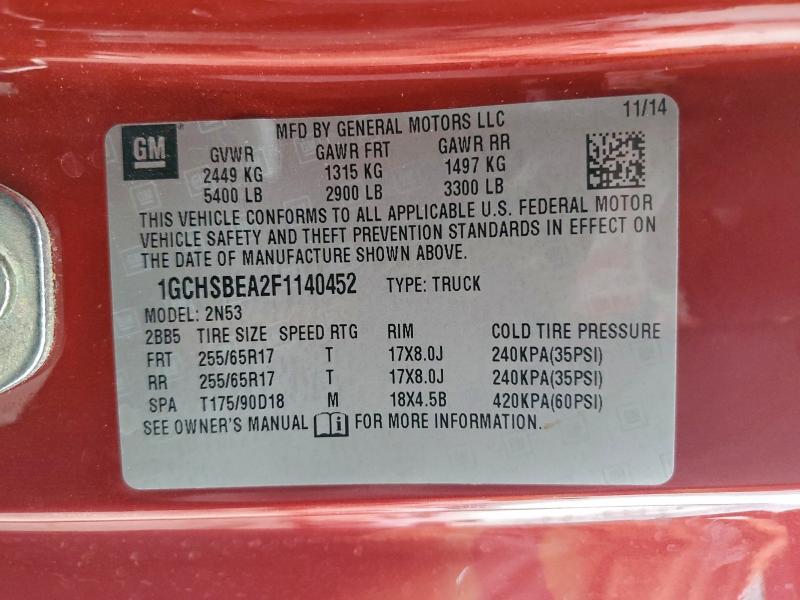 GM
MFD BY GENERAL MOTORS LLC 11/14
GVWR GAWR FRT GAWR RR
2449 KG 1315 KG 1497 KG
5400 LB 2900 LB 3300 LB
THIS VEHICLE CONFORMS TO ALL APPLICABLE U.S. FEDERAL MOTOR
VEHICLE SAFETY AND THEFT PREVENTION STANDARDS IN EFFECT ON
THE DATE OF MANUFACTURE SHOWN ABOVE.
1GCHSBEA2F1140452 TYPE: TRUCK
MODEL: 2N53
2BB5 TIRE SIZE SPEED RTG RIM COLD TIRE PRESSURE
FRT 255/65R17 T 17X8.0J 240KPA(35PSI)
RR 255/65R17 T 17X8.0J 240KPA(35PSI)
SPA T175/90D18 M 18X4.5B 420KPA(60PSI)
SEE OWNER'S MANUAL i FOR MORE INFORMATION.